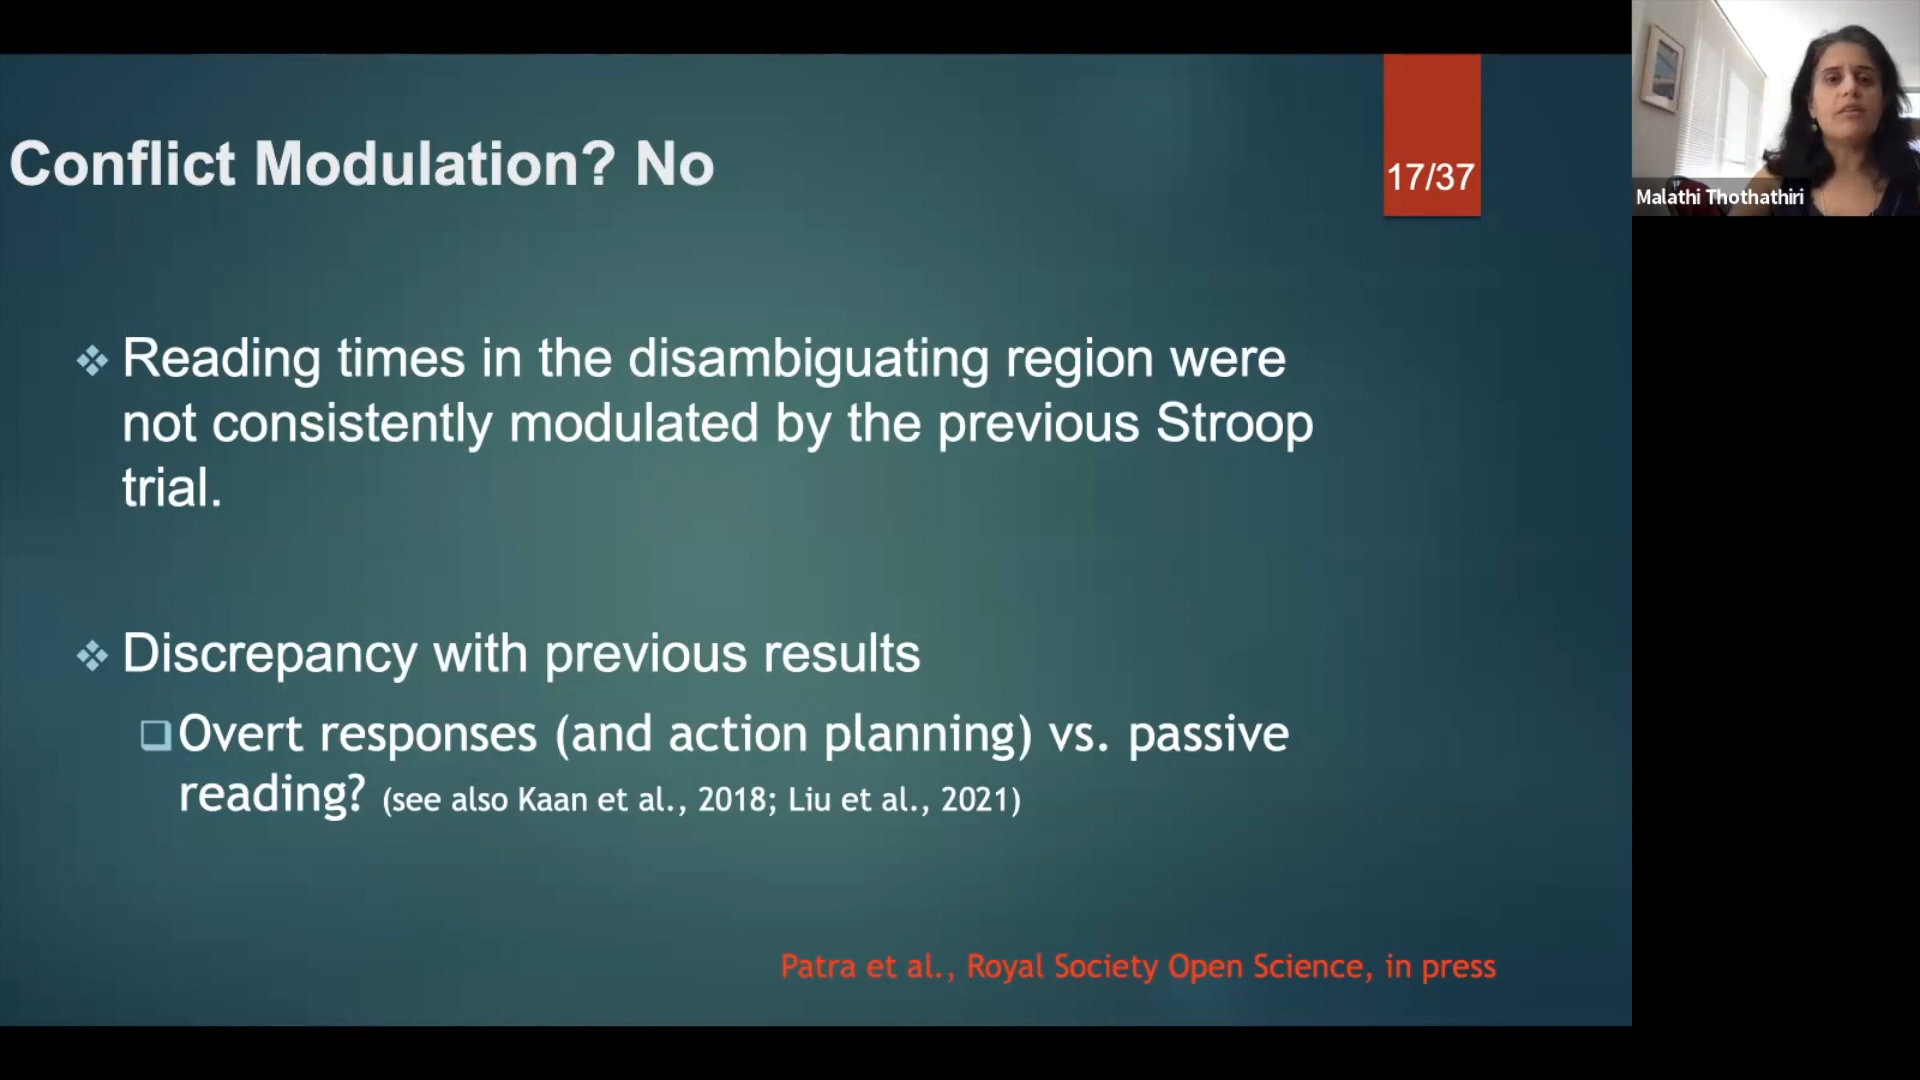 Conflict Modulation? No
17/37
Malathi Thothathiri
Reading times in the disambiguating region were
not consistently modulated by the previous Stroop
trial.
Discrepancy with previous results
Overt responses (and action planning) vs. passive
reading? (see also Kaan et al., 2018; Liu et al., 2021)
Patra et al., Royal Society Open Science, in press